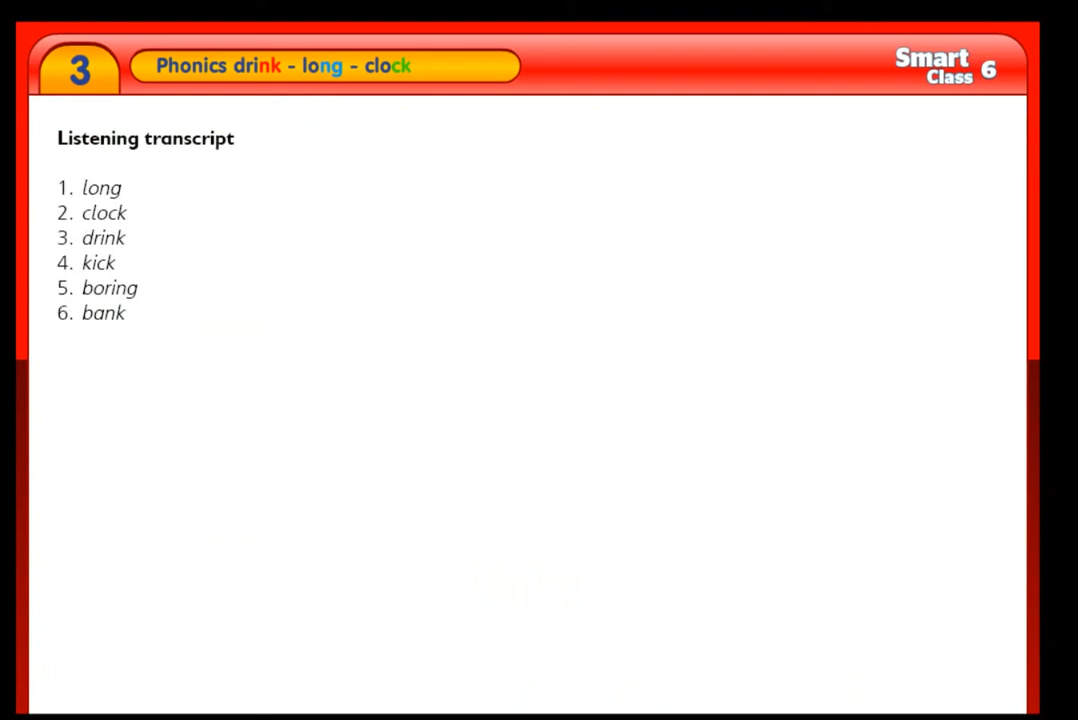 3
Phonics drink - long - clock
Smart
Class 6
Listening transcript
1. long
2. clock
3. drink
4. kick
5. boring
6. bank